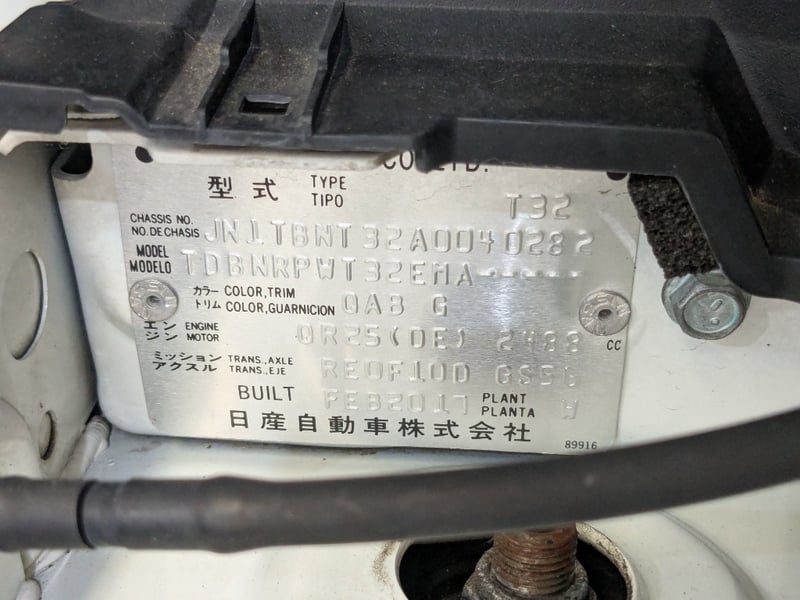 CO., LTD.
型式 TYPE TIPO T32
CHASSIS NO. NO. DE CHASIS JN1TBNT32A0040282
MODEL MODELO TDBNRPWT32EMA-----
カラー COLOR,TRIM トリム COLOR,GUARNICION QAB G
エンジン ENGINE MOTOR QR25(DE) 2488 CC
ミッション TRANS.,AXLE アクスル TRANS.,EJE RE0F10D GS5G
BUILT FEB2017 PLANT PLANTA W
日産自動車株式会社
89916